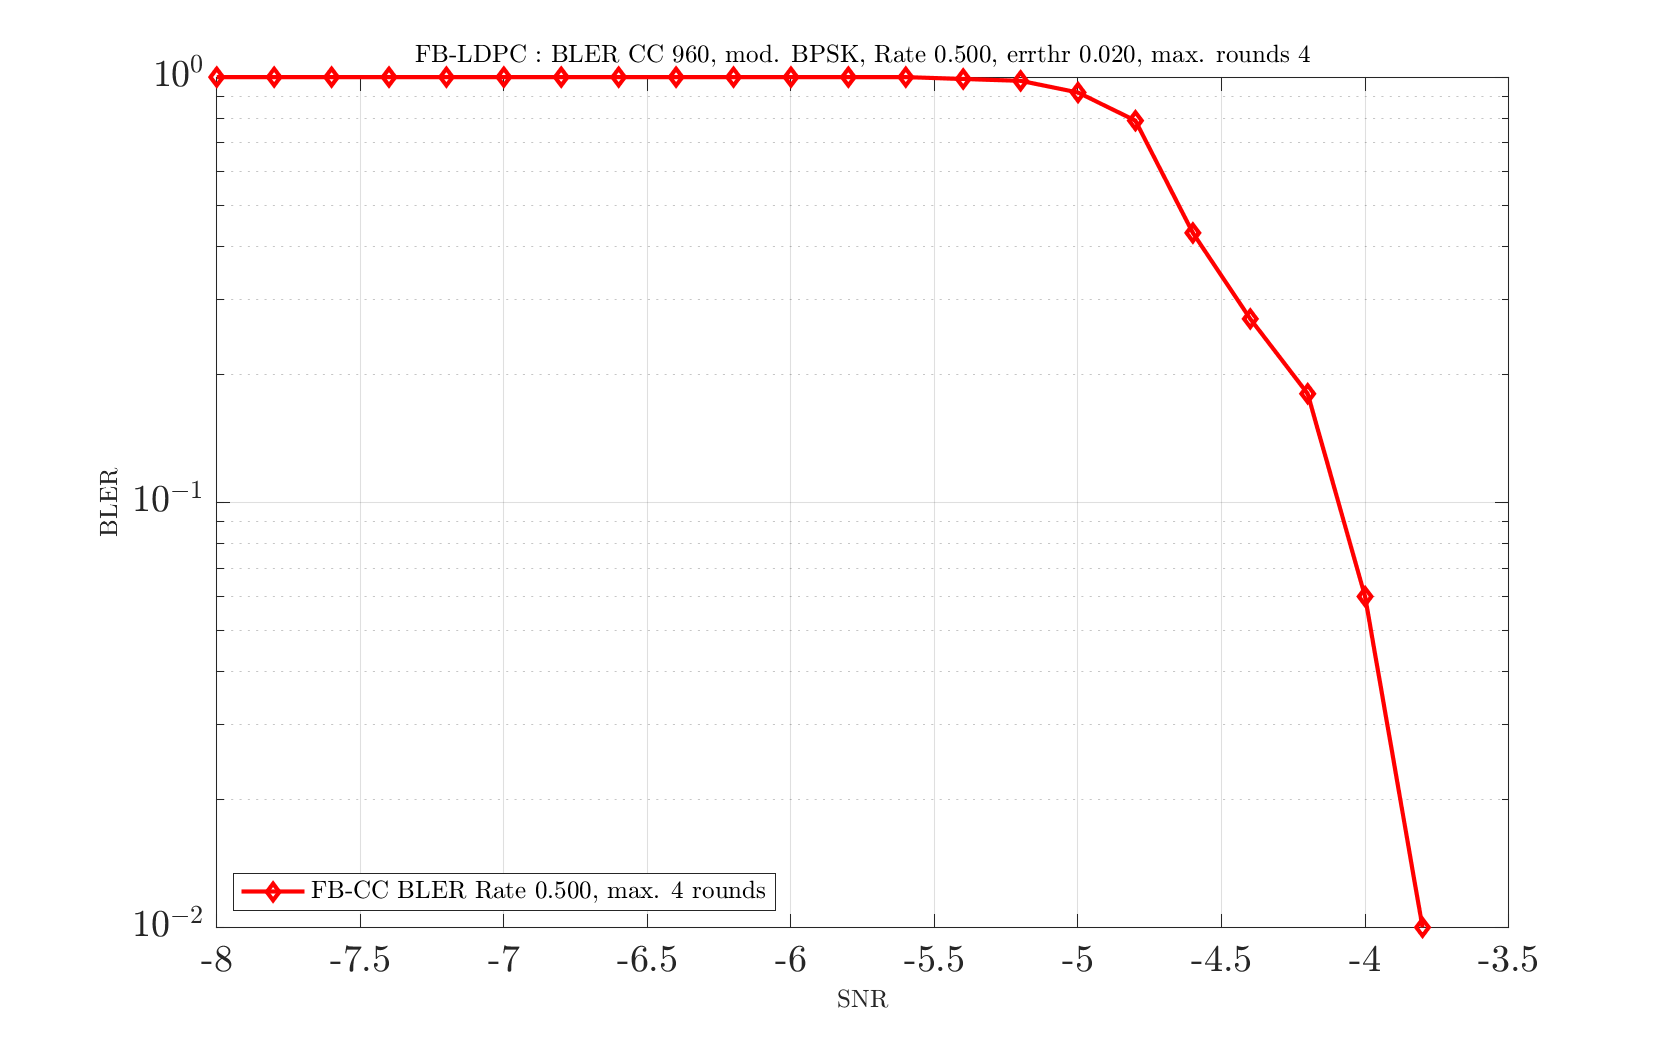 FB-LDPC : BLER CC 960, mod. BPSK, Rate 0.500, errthr 0.020, max. rounds 4
10⁰
10⁻¹
10⁻²
BLER
FB-CC BLER Rate 0.500, max. 4 rounds
-8 -7.5 -7 -6.5 -6 -5.5 -5 -4.5 -4 -3.5
SNR